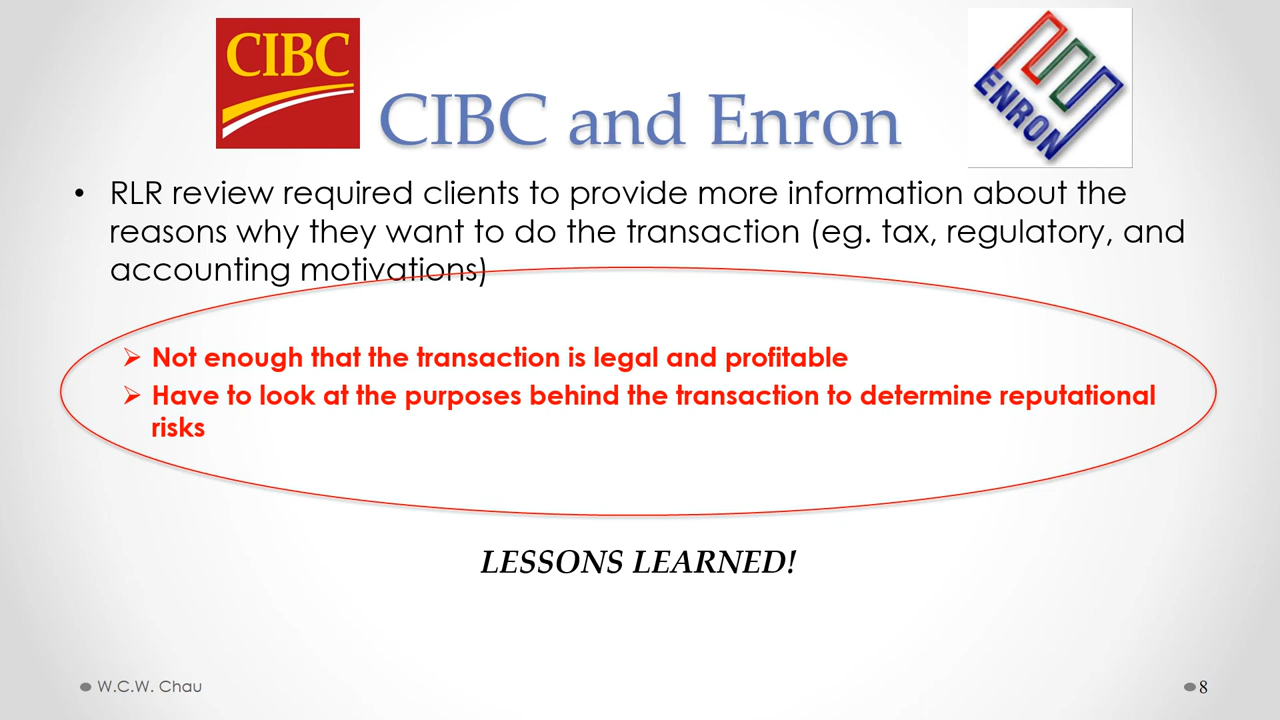 CIBC
ENRON
CIBC and Enron
• RLR review required clients to provide more information about the
reasons why they want to do the transaction (eg. tax, regulatory, and
accounting motivations)
➢ Not enough that the transaction is legal and profitable
➢ Have to look at the purposes behind the transaction to determine reputational
risks
LESSONS LEARNED!
W.C.W. Chau
8